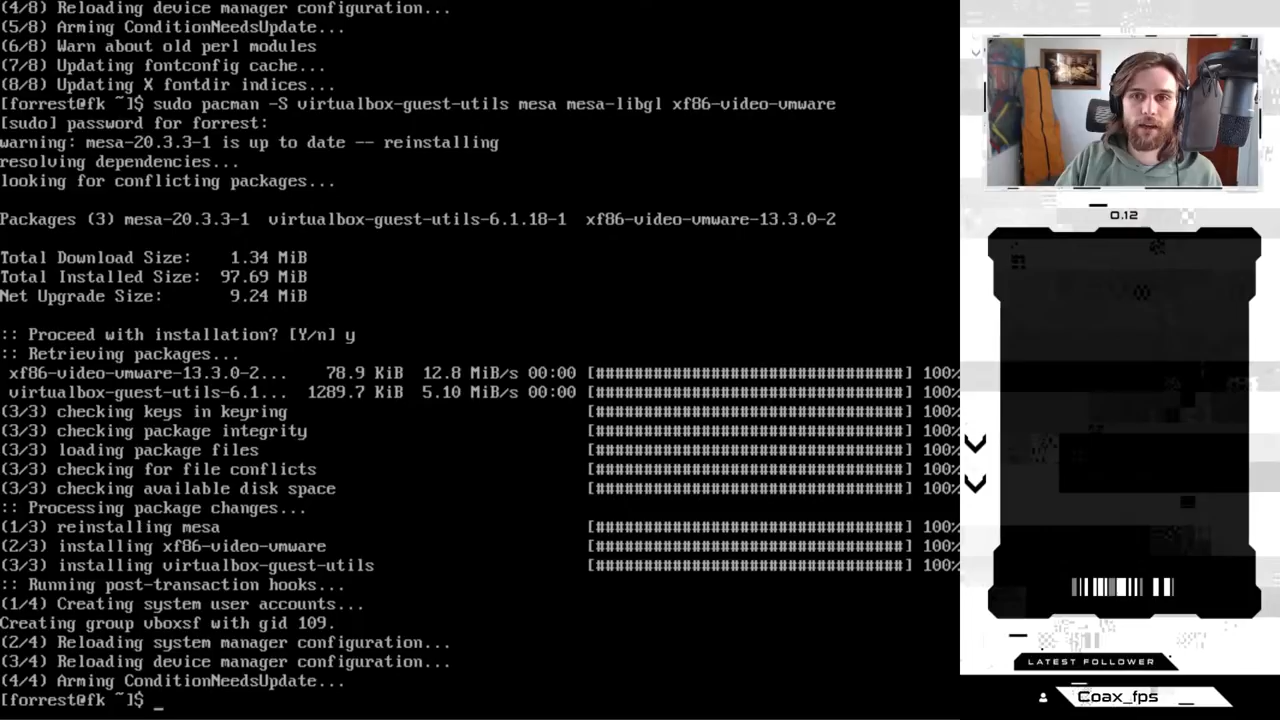 (4/8) Reloading device manager configuration...
(5/8) Arming ConditionNeedsUpdate...
(6/8) Warn about old perl modules
(7/8) Updating fontconfig cache...
(8/8) Updating X fontdir indices...
[forrest@fk ~]$ sudo pacman -S virtualbox-guest-utils mesa mesa-libgl xf86-video-vmware
[sudo] password for forrest:
warning: mesa-20.3.3-1 is up to date -- reinstalling
resolving dependencies...
looking for conflicting packages...
Packages (3) mesa-20.3.3-1  virtualbox-guest-utils-6.1.18-1  xf86-video-vmware-13.3.0-2
Total Download Size:    1.34 MiB
Total Installed Size:  97.69 MiB
Net Upgrade Size:       9.24 MiB
:: Proceed with installation? [Y/n] y
:: Retrieving packages...
xf86-video-vmware-13.3.0-2...    78.9 KiB  12.8 MiB/s 00:00 [################################] 100%
virtualbox-guest-utils-6.1...  1289.7 KiB  5.10 MiB/s 00:00 [################################] 100%
(3/3) checking keys in keyring [################################] 100%
(3/3) checking package integrity [################################] 100%
(3/3) loading package files [################################] 100%
(3/3) checking for file conflicts [################################] 100%
(3/3) checking available disk space [################################] 100%
:: Processing package changes...
(1/3) reinstalling mesa [################################] 100%
(2/3) installing xf86-video-vmware [################################] 100%
(3/3) installing virtualbox-guest-utils [################################] 100%
:: Running post-transaction hooks...
(1/4) Creating system user accounts...
Creating group vboxsf with gid 109.
(2/4) Reloading system manager configuration...
(3/4) Reloading device manager configuration...
(4/4) Arming ConditionNeedsUpdate...
[forrest@fk ~]$ _
0.12
LATEST FOLLOWER
Coax_fps